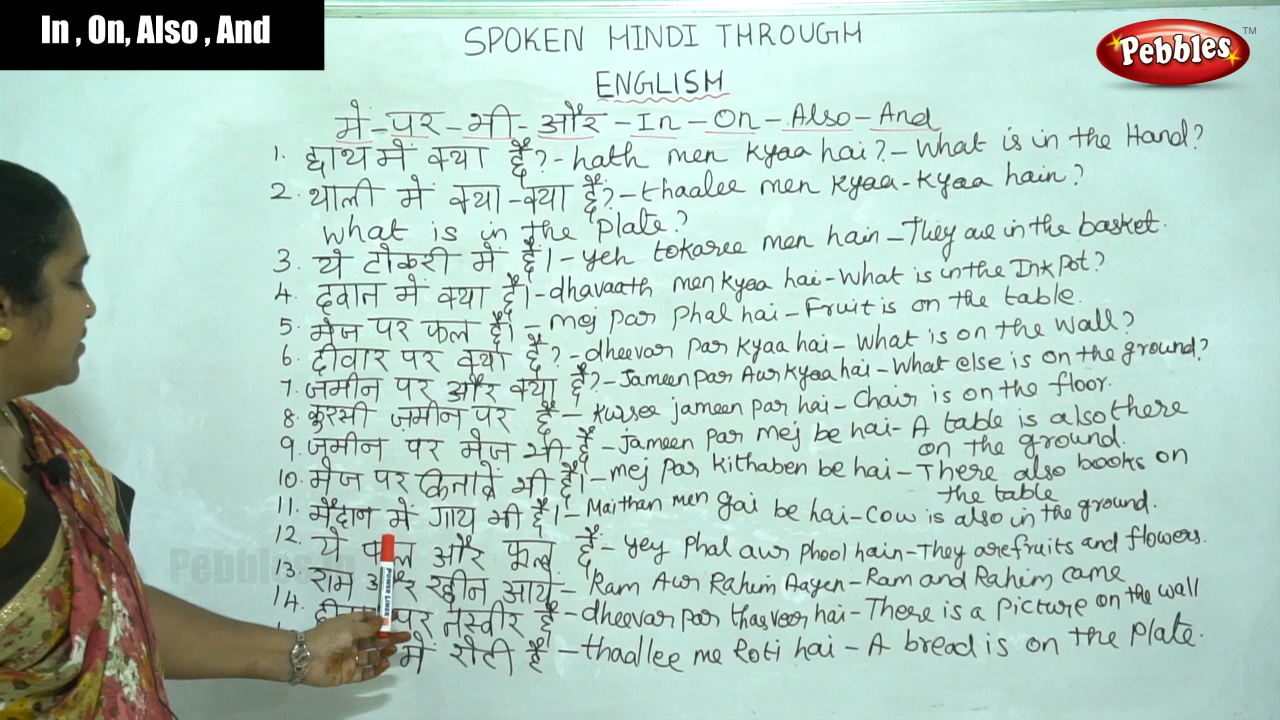 In , On, Also , And
Pebbles TM
SPOKEN HINDI THROUGH
ENGLISH
में - पर - भी - और - In - On - Also - And
1. हाथ में क्या है? - hath men kyaa hai? - What is in the Hand?
2. थाली में क्या - क्या है? - thaalee men kyaa - kyaa hain?
What is in the plate?
3. ये टोकरी में हैं। - yeh tokaree men hain - They are in the basket.
4. दवात में क्या है। - dhavaath men kyaa hai - What is in the Ink pot?
5. मेज पर फल है। - mej par phal hai - Fruit is on the table.
6. दीवार पर क्या है? - dheevar par kyaa hai - What is on the wall?
7. जमीन पर और क्या है? - Jameen par Aur kyaa hai - What else is on the ground?
8. कुरसी ज़मीन पर है - kursee jameen par hai - Chair is on the floor.
9. ज़मीन पर मेज भी है - Jameen par mej be hai - A table is also there
on the ground.
10. मेज पर किताबें भी हैं। - mej par kithaben be hai - There also books on
the table
11. मैदान में गाय भी है। - Maithan men gai be hai - Cow is also in the ground.
12. ये और फूल हैं - yey phal aur phool hain - They are fruits and flowers.
13. राम और रहीम आये - Ram Aur Rahim Aayen - Ram and Rahim came
14. पर तस्वीर है - dheevar par thasveer hai - There is a picture on the wall
में रोटी है - thaallee me Roti hai - A bread is on the plate.
POWER LINER
Pebbles